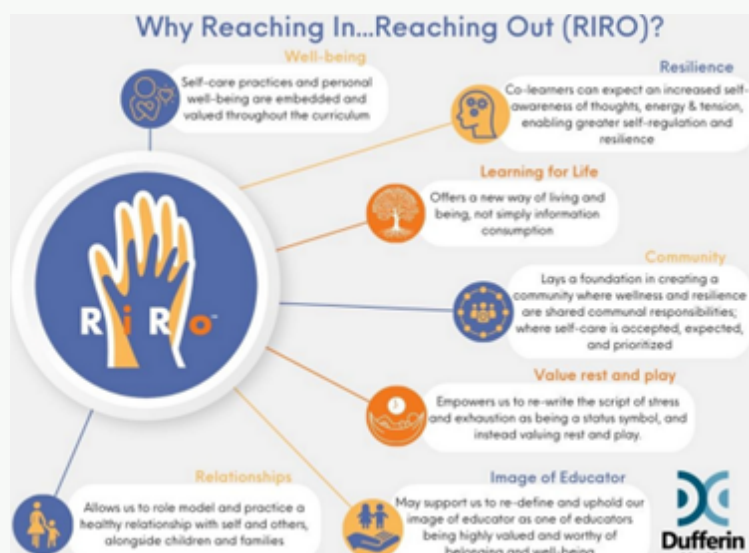 Why Reaching In...Reaching Out (RIRO)?
Well-being
Self-care practices and personal
well-being are embedded and
valued throughout the curriculum
Resilience
Co-learners can expect an increased self-
awareness of thoughts, energy & tension,
enabling greater self-regulation and
resilience
Learning for Life
Offers a new way of living and
being, not simply information
consumption
Community
Lays a foundation in creating a
community where wellness and resilience
are shared communal responsibilities;
where self-care is accepted, expected,
and prioritized
RiRo™
Value rest and play
Empowers us to re-write the script of stress
and exhaustion as being a status symbol, and
instead valuing rest and play.
Relationships
Allows us to role model and practice a
healthy relationship with self and others,
alongside children and families
Image of Educator
May support us to re-define and uphold our
image of educator as one of educators
being highly valued and worthy of
belonging and well-being
Dufferin